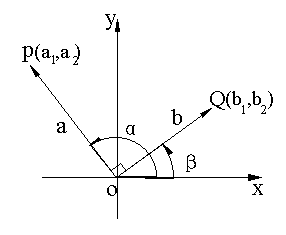 y
p(a₁,a₂)
α
Q(b₁,b₂)
a
b
β
o
x